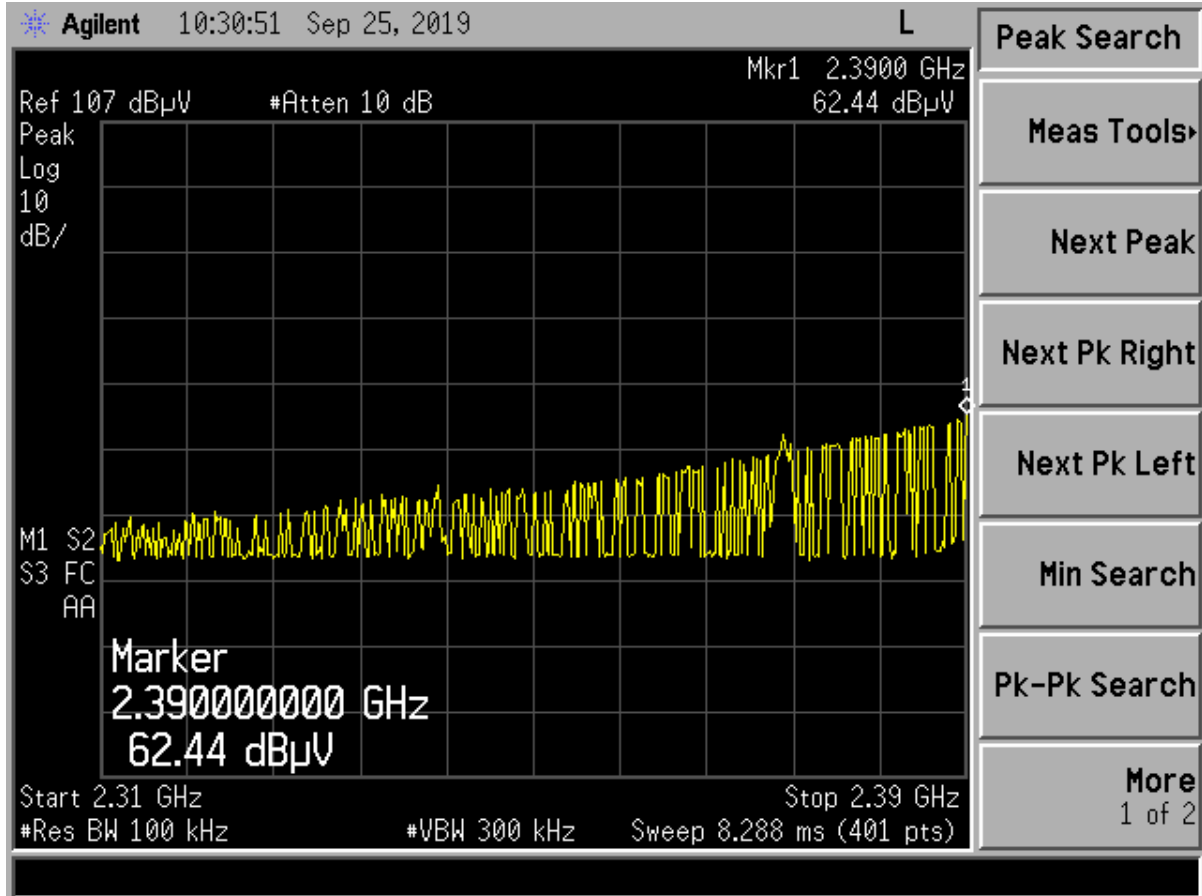 Agilent 10:30:51 Sep 25, 2019 L
Mkr1 2.3900 GHz
Ref 107 dBµV #Atten 10 dB 62.44 dBµV
Peak
Log
10
dB/
1
M1 S2
S3 FC
AA
Marker
2.390000000 GHz
62.44 dBµV
Start 2.31 GHz Stop 2.39 GHz
#Res BW 100 kHz #VBW 300 kHz Sweep 8.288 ms (401 pts)
Peak Search
Meas Tools
Next Peak
Next Pk Right
Next Pk Left
Min Search
Pk-Pk Search
More
1 of 2